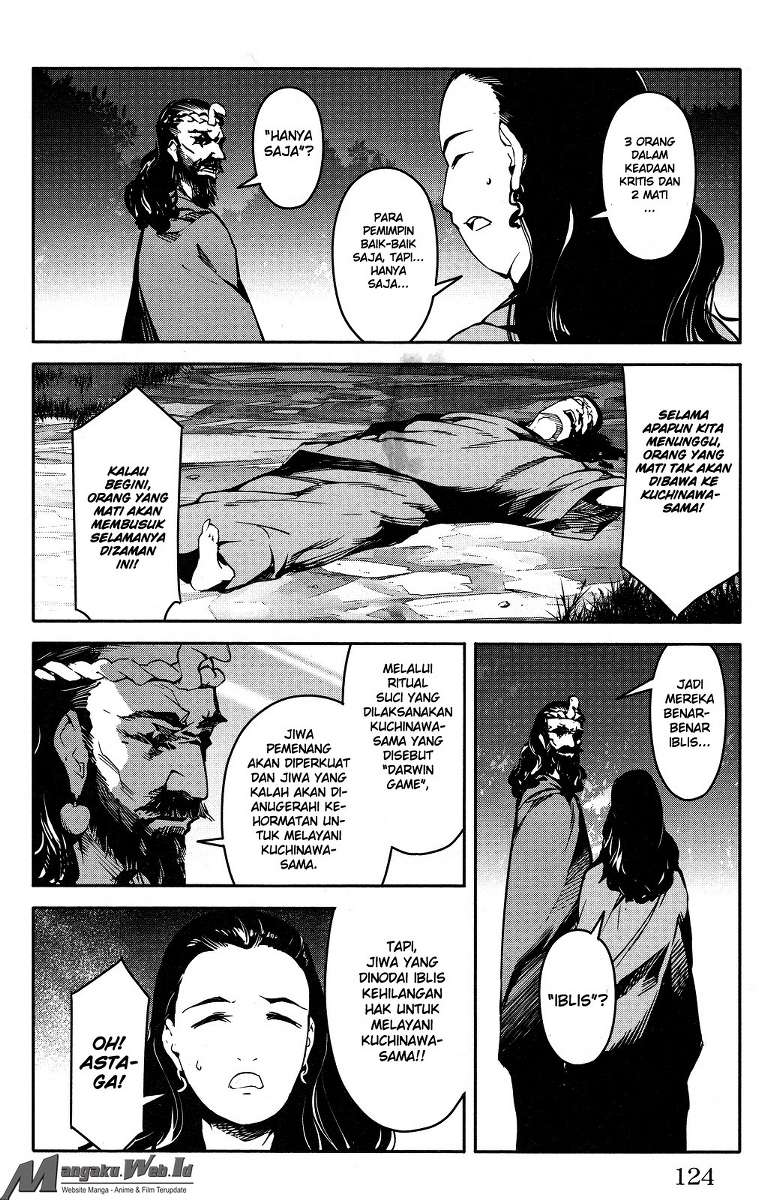 3 ORANG
DALAM
KEADAAN
KRITIS DAN
2 MATI
...
PARA
PEMIMPIN
BAIK-BAIK
SAJA, TAPI...
HANYA
SAJA...
"HANYA
SAJA"?
SELAMA
APAPUN KITA
MENUNGGU,
ORANG YANG
MATI TAK AKAN
DIBAWA KE
KUCHINAWA-
SAMA!
KALAU
BEGINI,
ORANG YANG
MATI AKAN
MEMBUSUK
SELAMANYA
DIZAMAN
INI!
JADI
MEREKA
BENAR-
BENAR
IBLIS...
"IBLIS"?
MELALUI
RITUAL
SUCI YANG
DILAKSANAKAN
KUCHINAWA-
SAMA YANG
DISEBUT
"DARWIN
GAME",
JIWA
PEMENANG
AKAN DIPERKUAT
DAN JIWA YANG
KALAH AKAN DI-
ANUGERAHI KE-
HORMATAN UN-
TUK MELAYANI
KUCHINAWA-
SAMA.
TAPI,
JIWA YANG
DINODAI IBLIS
KEHILANGAN
HAK UNTUK
MELAYANI
KUCHINAWA-
SAMA!!
OH!
ASTA-
GA!
Mangaku.Web.Id
Website Manga - Anime & Film Terupdate
124